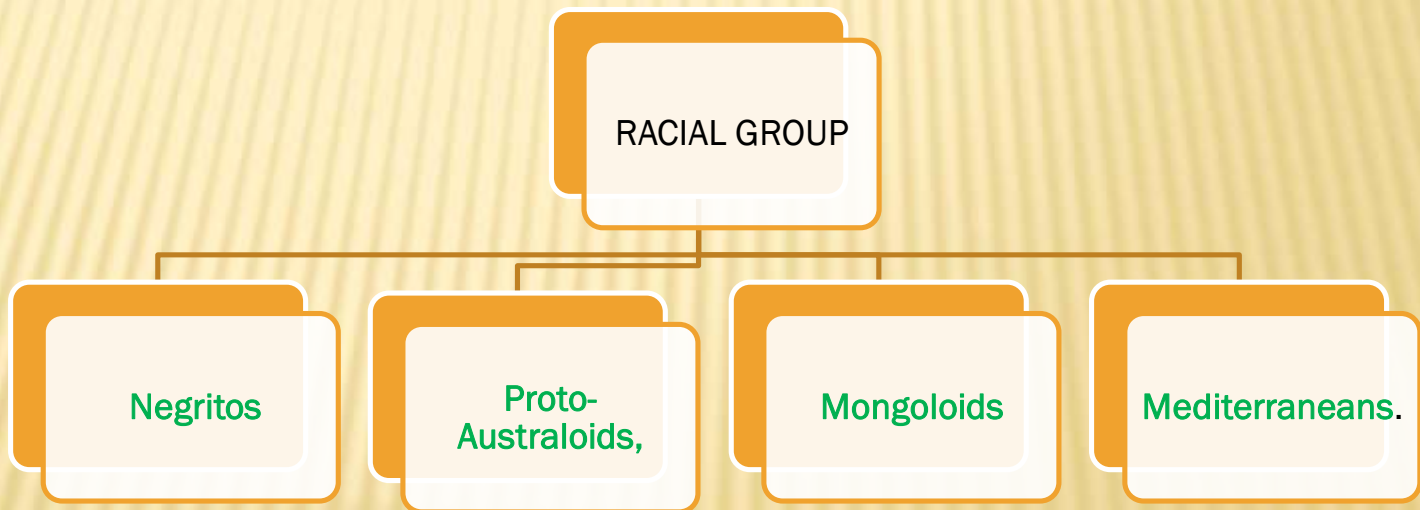 RACIAL GROUP
Negritos
Proto-
Australoids,
Mongoloids
Mediterraneans.